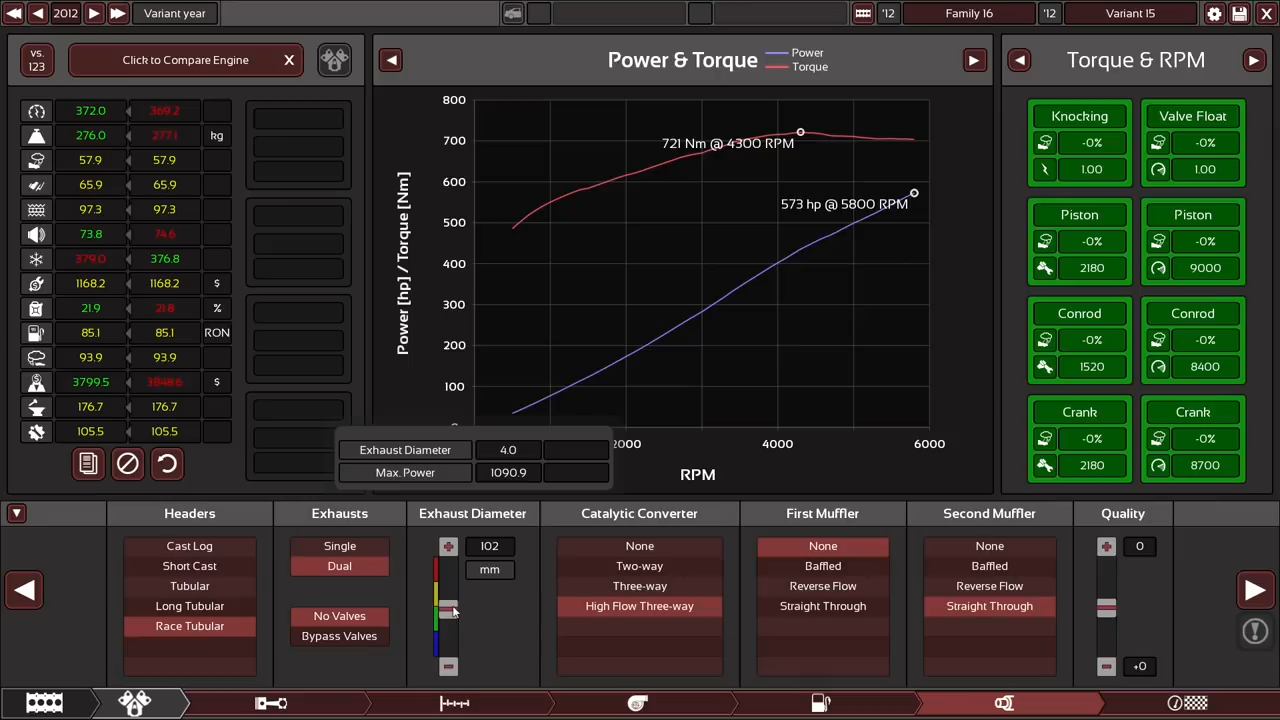 2012
Variant year
'12
Family 16
'12
Variant 15
vs. 123
Click to Compare Engine
X
Power & Torque
Power
Torque
Torque & RPM
372.0 369.2
276.0 277.1 kg
57.9 57.9
65.9 65.9
97.3 97.3
73.8 74.6
379.0 376.8
1168.2 1168.2 $
21.9 21.8 %
85.1 85.1 RON
93.9 93.9
3799.5 3848.6 $
176.7 176.7
105.5 105.5
Power [hp] / Torque [Nm]
800
700
600
500
400
300
200
100
721 Nm @ 4300 RPM
573 hp @ 5800 RPM
2000 4000 6000
RPM
Exhaust Diameter 4.0
Max. Power 1090.9
Knocking Valve Float
-0% -0%
1.00 1.00
Piston Piston
-0% -0%
2180 9000
Conrod Conrod
-0% -0%
1520 8400
Crank Crank
-0% -0%
2180 8700
Headers
Cast Log
Short Cast
Tubular
Long Tubular
Race Tubular
Exhausts
Single
Dual
No Valves
Bypass Valves
Exhaust Diameter
102
mm
Catalytic Converter
None
Two-way
Three-way
High Flow Three-way
First Muffler
None
Baffled
Reverse Flow
Straight Through
Second Muffler
None
Baffled
Reverse Flow
Straight Through
Quality
0
+0